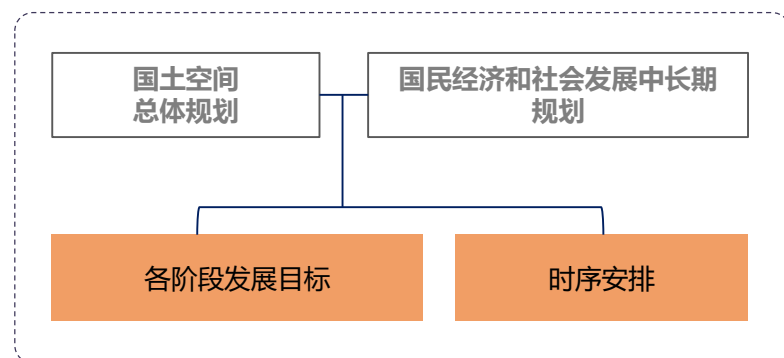 国土空间
总体规划
国民经济和社会发展中长期
规划
各阶段发展目标
时序安排